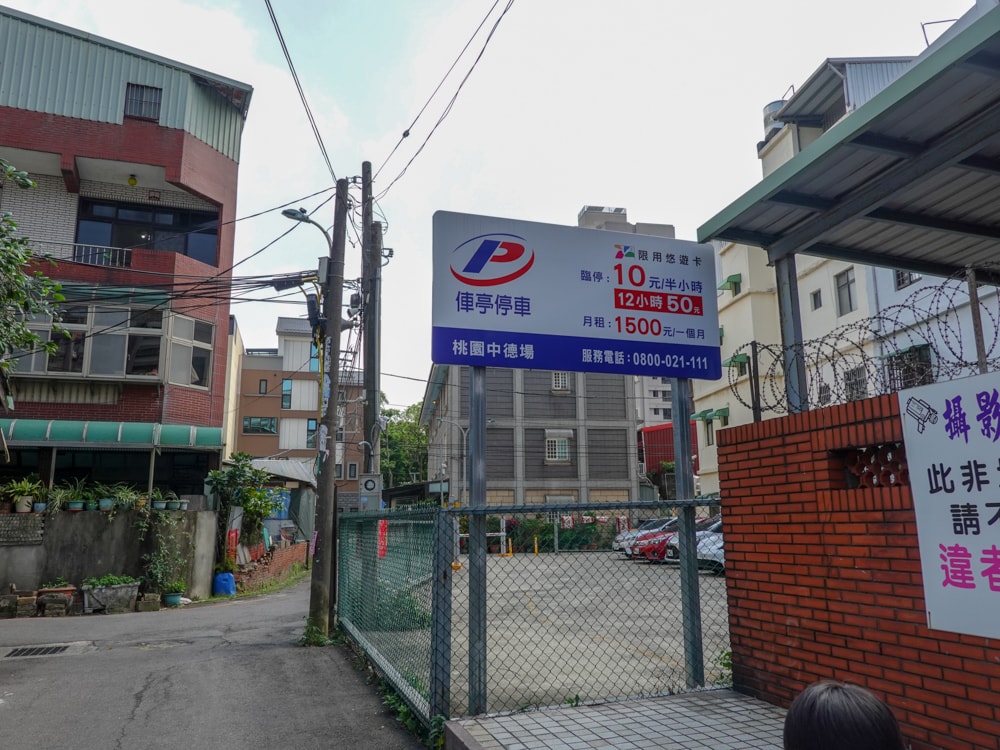 P
俥亭停車
限用悠遊卡
臨停：10元/半小時
12小時50元
月租：1500元/一個月
桃園中德場
服務電話：0800-021-111
攝影
此非
請
違者